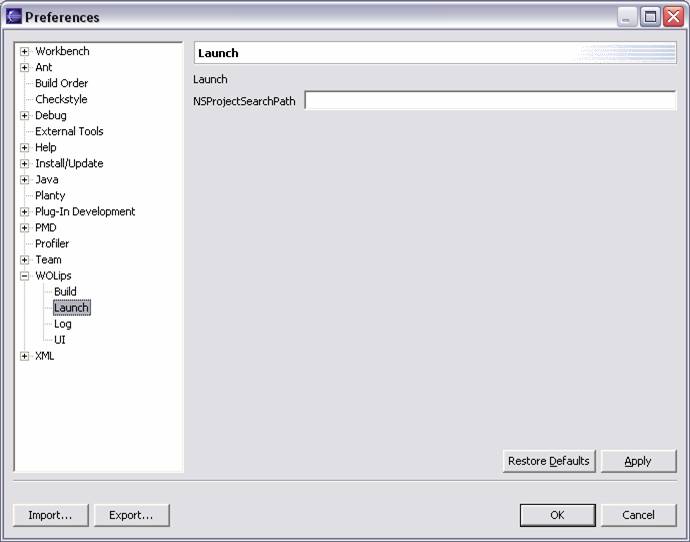 Preferences
Workbench
Ant
Build Order
Checkstyle
Debug
External Tools
Help
Install/Update
Java
Planty
Plug-In Development
PMD
Profiler
Team
WOLips
Build
Launch
Log
UI
XML
Launch
Launch
NSProjectSearchPath
Restore Defaults
Apply
Import...
Export...
OK
Cancel